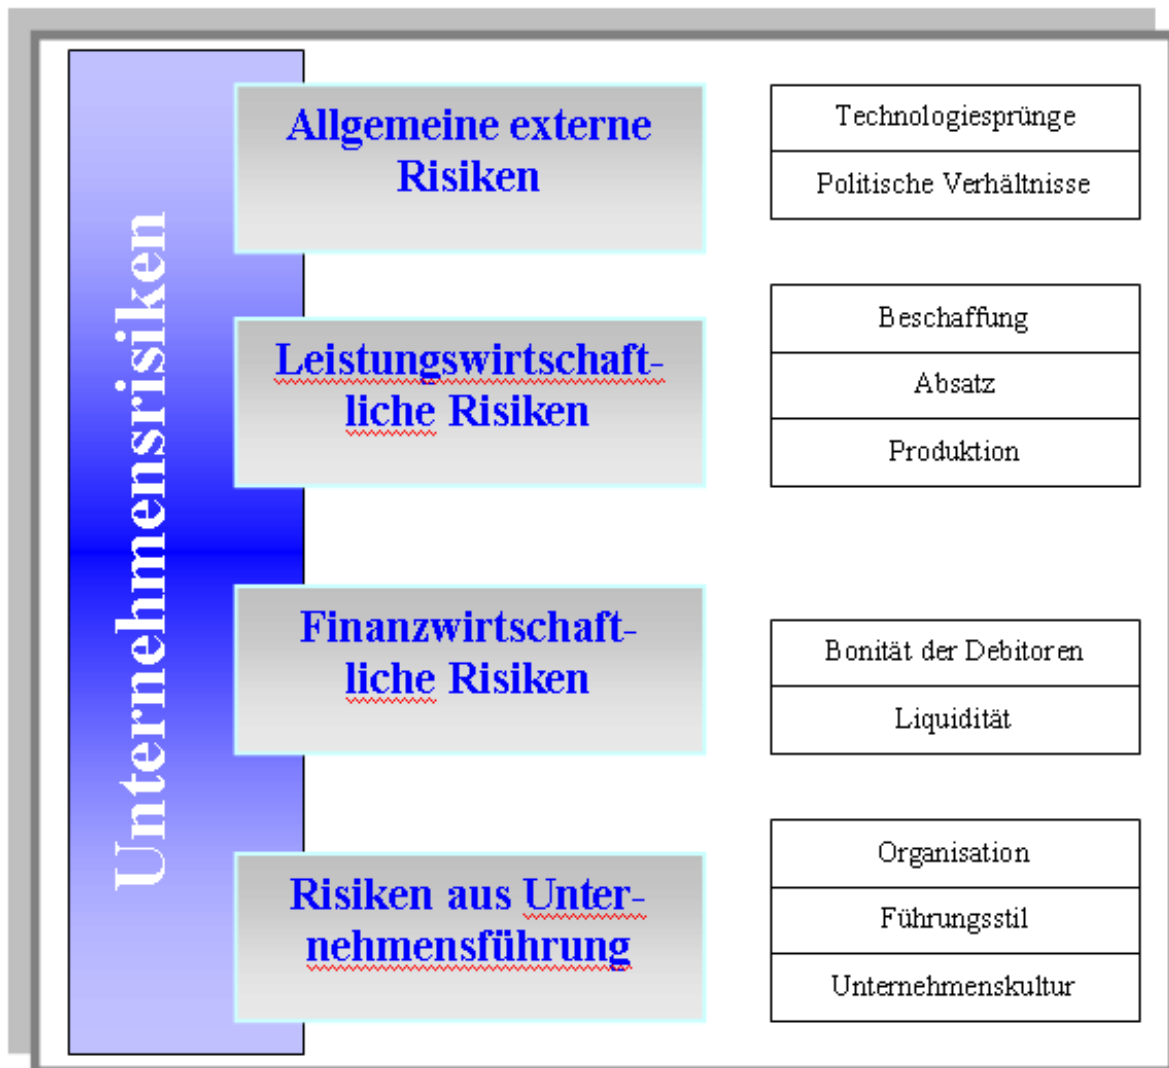 Unternehmensrisiken
Allgemeine externe
Risiken
Technologiesprünge
Politische Verhältnisse
Leistungswirtschaft-
liche Risiken
Beschaffung
Absatz
Produktion
Finanzwirtschaft-
liche Risiken
Bonität der Debitoren
Liquidität
Risiken aus Unter-
nehmensführung
Organisation
Führungsstil
Unternehmenskultur